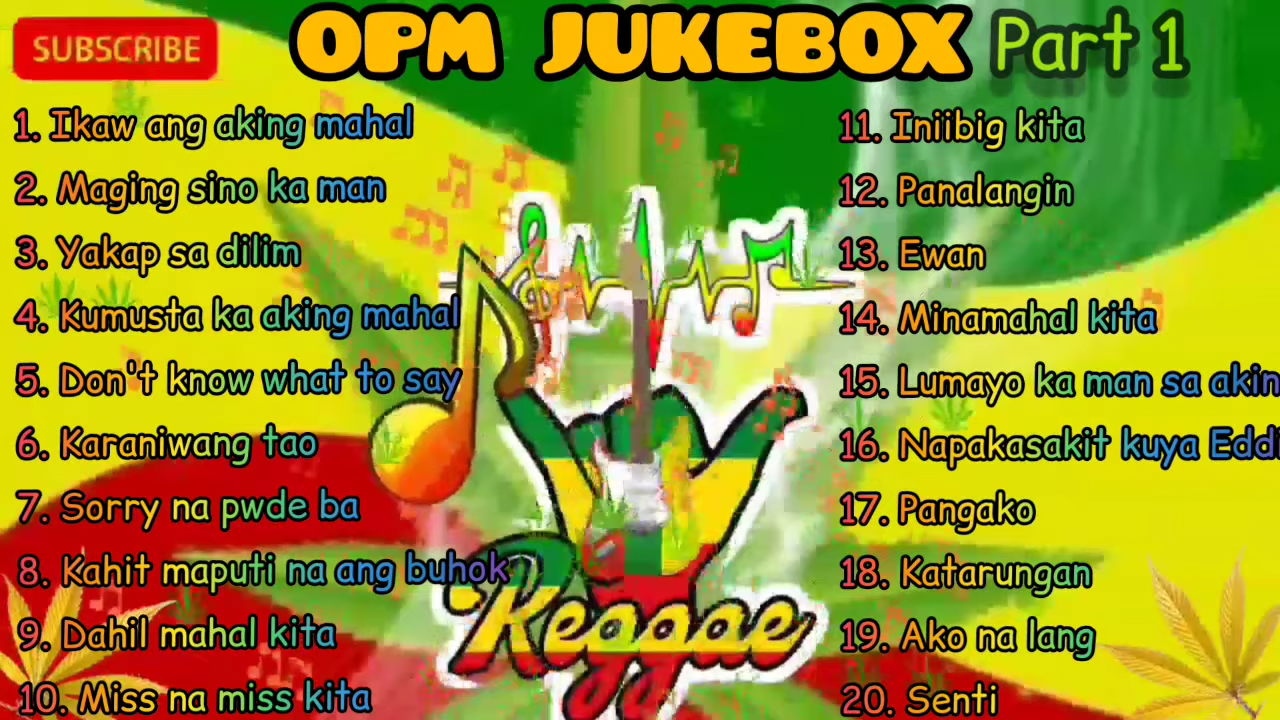 SUBSCRIBE
OPM JUKEBOX Part 1
1. Ikaw ang aking mahal
2. Maging sino ka man
3. Yakap sa dilim
4. Kumusta ka aking mahal
5. Don't know what to say
6. Karaniwang tao
7. Sorry na pwde ba
8. Kahit maputi na ang buhok
9. Dahil mahal kita
10. Miss na miss kita
11. Iniibig kita
12. Panalangin
13. Ewan
14. Minamahal kita
15. Lumayo ka man sa akin
16. Napakasakit kuya Eddi
17. Pangako
18. Katarungan
19. Ako na lang
20. Senti
Reggae